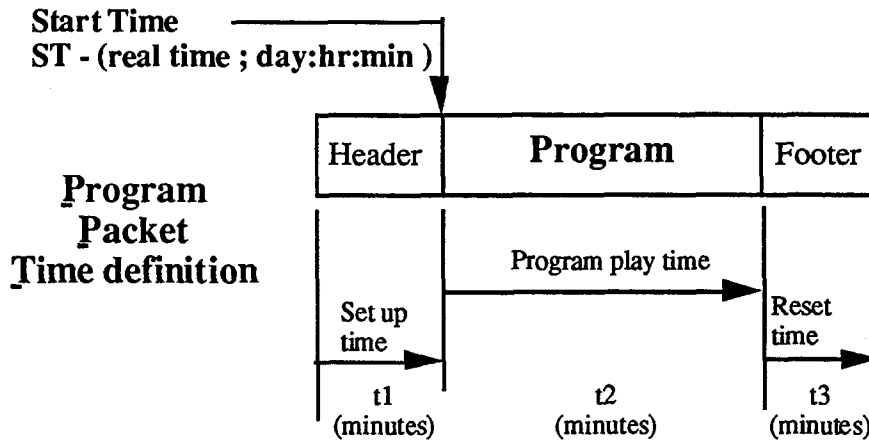 Start Time
ST - (real time ; day:hr:min )
Header
Program
Footer
Program
Packet
Time definition
Program play time
Set up
time
Reset
time
t1
(minutes)
t2
(minutes)
t3
(minutes)